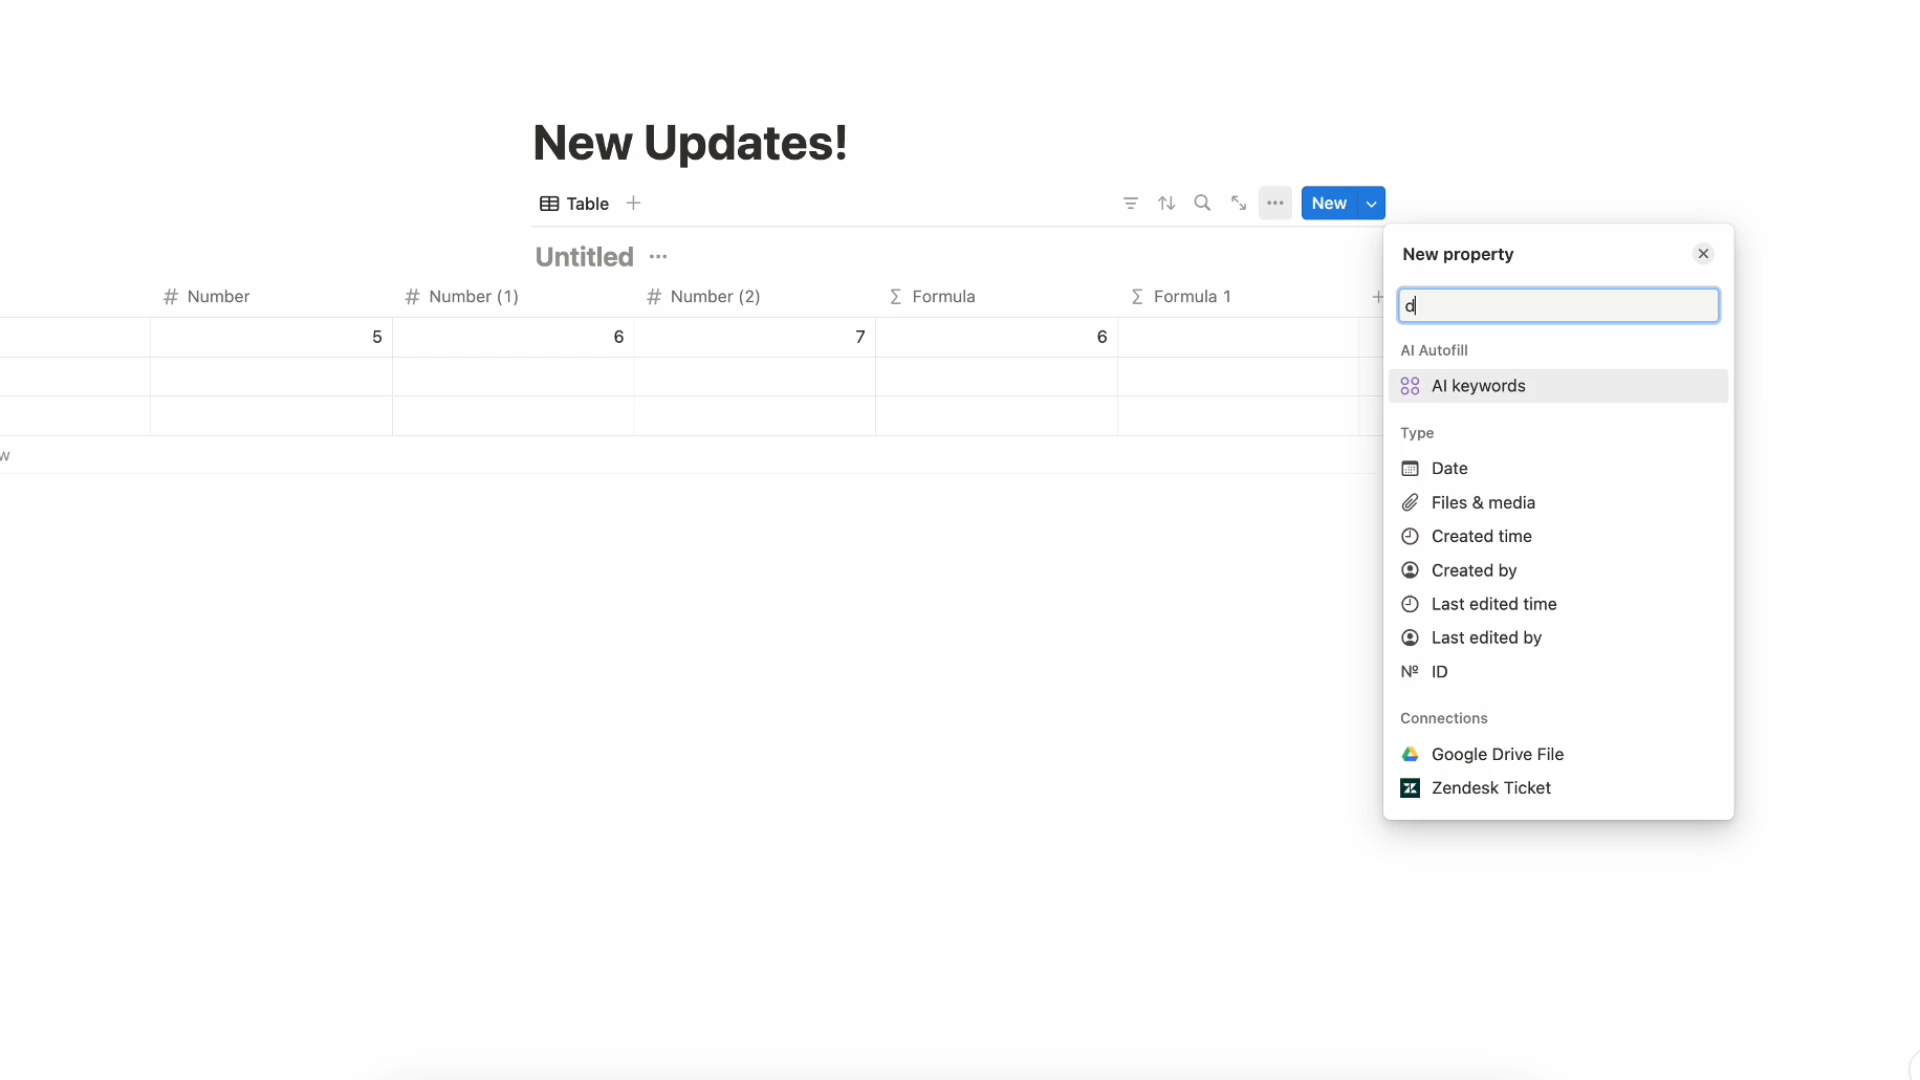 New Updates!
Table
New
Untitled
Number Number (1) Number (2) Formula Formula 1
5 6 7 6
w
New property
d
AI Autofill
AI keywords
Type
Date
Files & media
Created time
Created by
Last edited time
Last edited by
Nº ID
Connections
Google Drive File
Zendesk Ticket